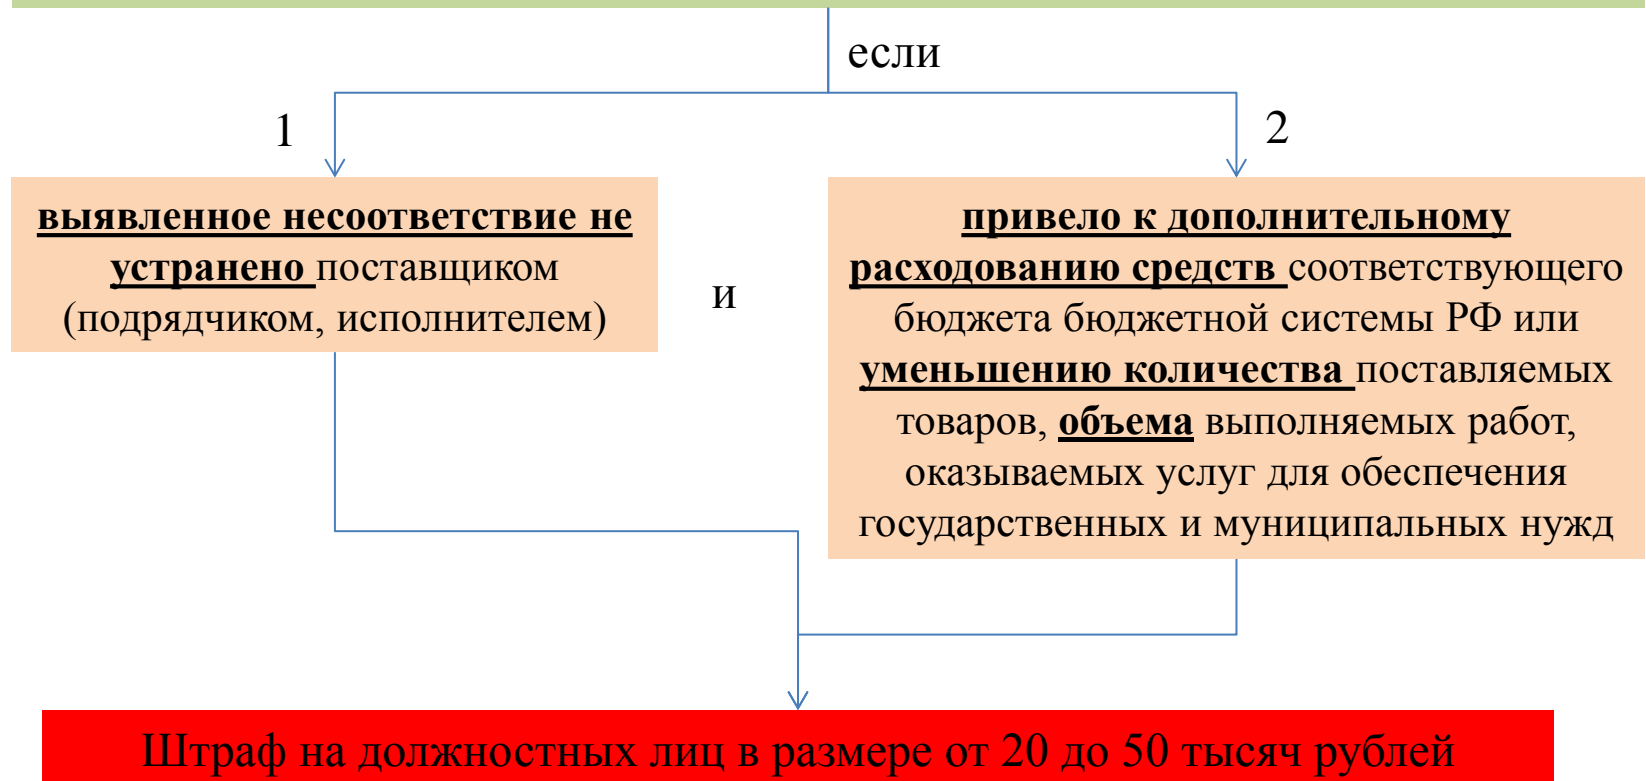 если
1
2
выявленное несоответствие не
устранено поставщиком
(подрядчиком, исполнителем)
и
привело к дополнительному
расходованию средств соответствующего
бюджета бюджетной системы РФ или
уменьшению количества поставляемых
товаров, объема выполняемых работ,
оказываемых услуг для обеспечения
государственных и муниципальных нужд
Штраф на должностных лиц в размере от 20 до 50 тысяч рублей